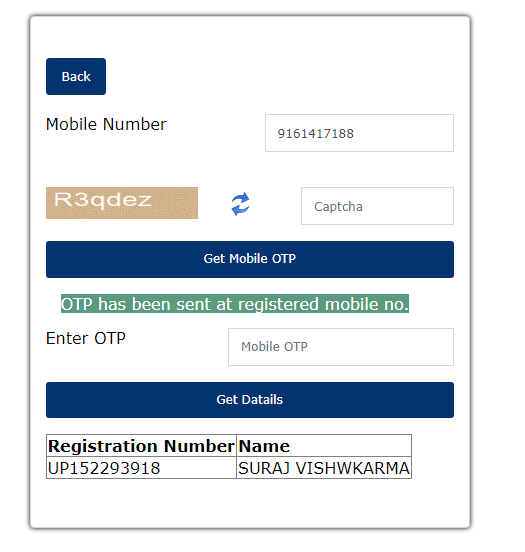 Back
Mobile Number 9161417188
R3qdez Captcha
Get Mobile OTP
OTP has been sent at registered mobile no.
Enter OTP Mobile OTP
Get Datails
Registration Number Name
UP152293918 SURAJ VISHWKARMA